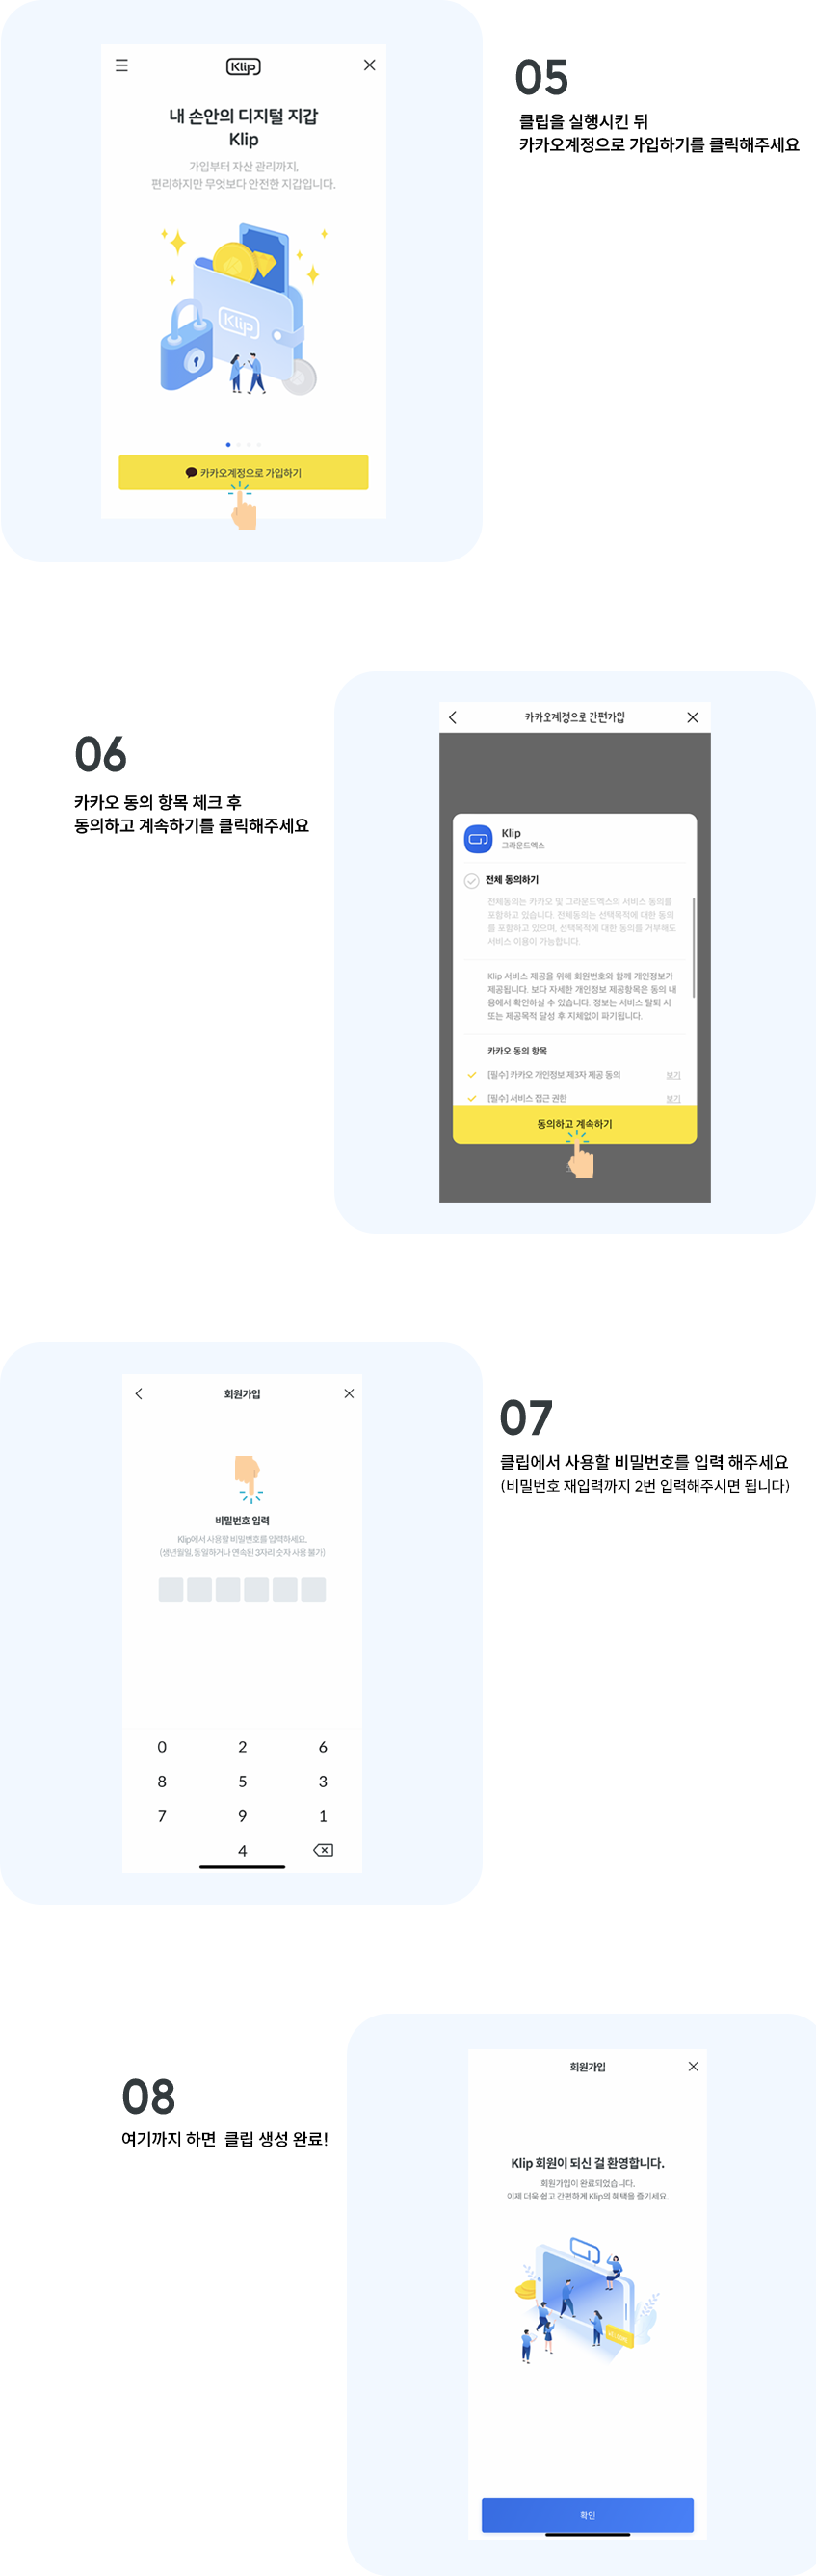 Klip
내 손안의 디지털 지갑
Klip
가입부터 자산 관리까지,
편리하지만 무엇보다 안전한 지갑입니다.
Klip
카카오계정으로 가입하기
05
클립을 실행시킨 뒤
카카오계정으로 가입하기를 클릭해주세요
06
카카오 동의 항목 체크 후
동의하고 계속하기를 클릭해주세요
카카오계정으로 간편가입
Klip
그라운드엑스
전체 동의하기
전체동의는 카카오 및 그라운드엑스의 서비스 동의를
포함하고 있습니다. 전체동의는 선택목적에 대한 동의
를 포함하고 있으며, 선택목적에 대한 동의를 거부해도
서비스 이용이 가능합니다.
Klip 서비스 제공을 위해 회원번호와 함께 개인정보가
제공됩니다. 보다 자세한 개인정보 제공항목은 동의 내
용에서 확인하실 수 있습니다. 정보는 서비스 탈퇴 시
또는 제공목적 달성 후 지체없이 파기됩니다.
카카오 동의 항목
[필수] 카카오 개인정보 제3자 제공 동의 보기
[필수] 서비스 접근 권한 보기
동의하고 계속하기
회원가입
비밀번호 입력
Klip에서 사용할 비밀번호를 입력하세요.
(생년월일, 동일하거나 연속된 3자리 숫자 사용 불가)
0 2 6
8 5 3
7 9 1
4
07
클립에서 사용할 비밀번호를 입력 해주세요
(비밀번호 재입력까지 2번 입력해주시면 됩니다)
08
여기까지 하면 클립 생성 완료!
회원가입
Klip 회원이 되신 걸 환영합니다.
회원가입이 완료되었습니다.
이제 더욱 쉽고 간편하게 Klip의 혜택을 즐기세요.
확인